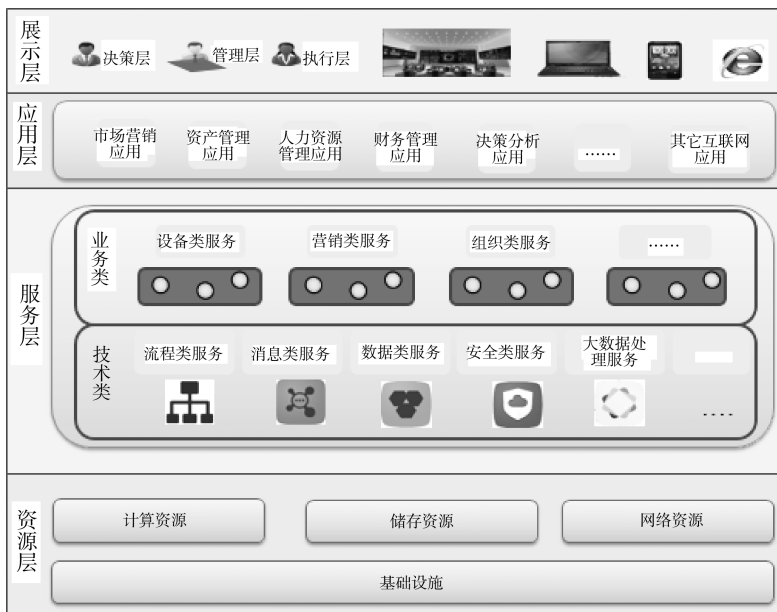 展示层
决策层
管理层
执行层
应用层
市场营销
应用
资产管理
应用
人力资源
管理应用
财务管理
应用
决策分析
应用
……
其它互联网
应用
服务层
业务类
设备类服务
营销类服务
组织类服务
……
技术类
流程类服务
消息类服务
数据类服务
安全类服务
大数据处
理服务
....
资源层
计算资源
储存资源
网络资源
基础设施